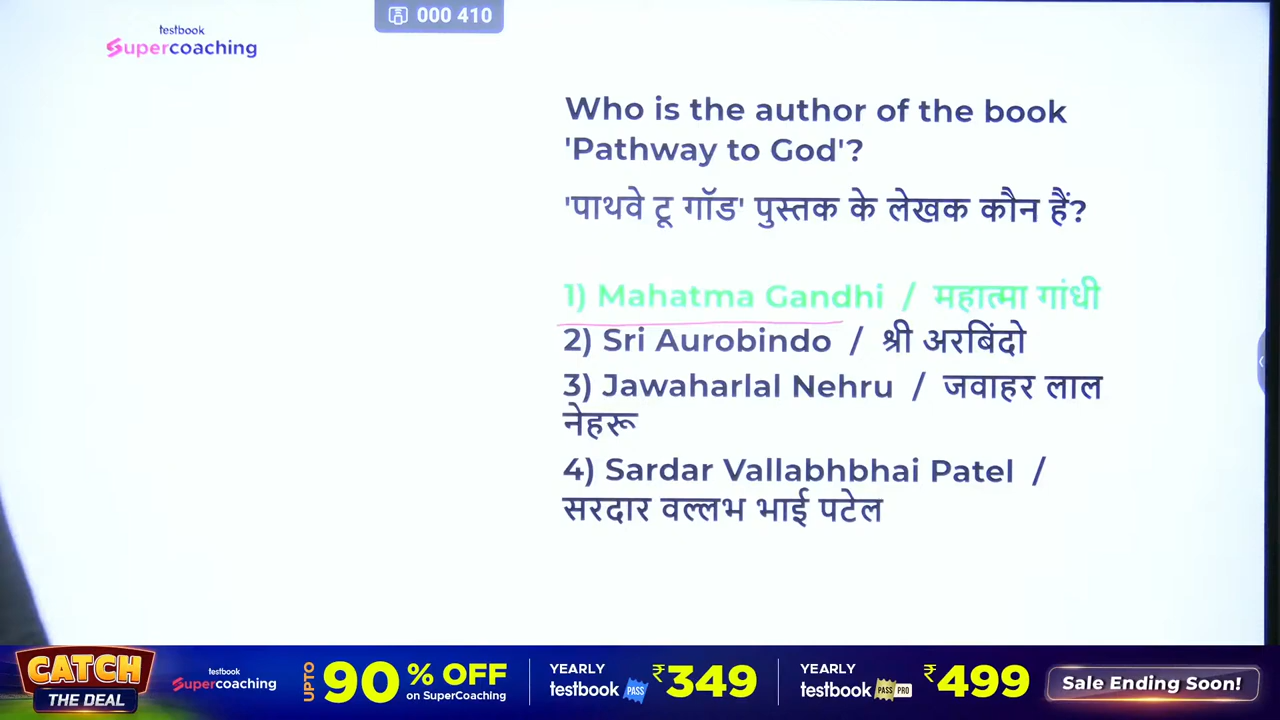 testbook
Supercoaching
000 410
Who is the author of the book
'Pathway to God'?
'पाथवे टू गॉड' पुस्तक के लेखक कौन हैं?
1) Mahatma Gandhi / महात्मा गांधी
2) Sri Aurobindo / श्री अरबिंदो
3) Jawaharlal Nehru / जवाहर लाल
नेहरू
4) Sardar Vallabhbhai Patel /
सरदार वल्लभ भाई पटेल
CATCH
THE DEAL
testbook
Supercoaching
UPTO 90% OFF
on SuperCoaching
YEARLY
testbook PASS
₹349
YEARLY
testbook PASS PRO
₹499
Sale Ending Soon!